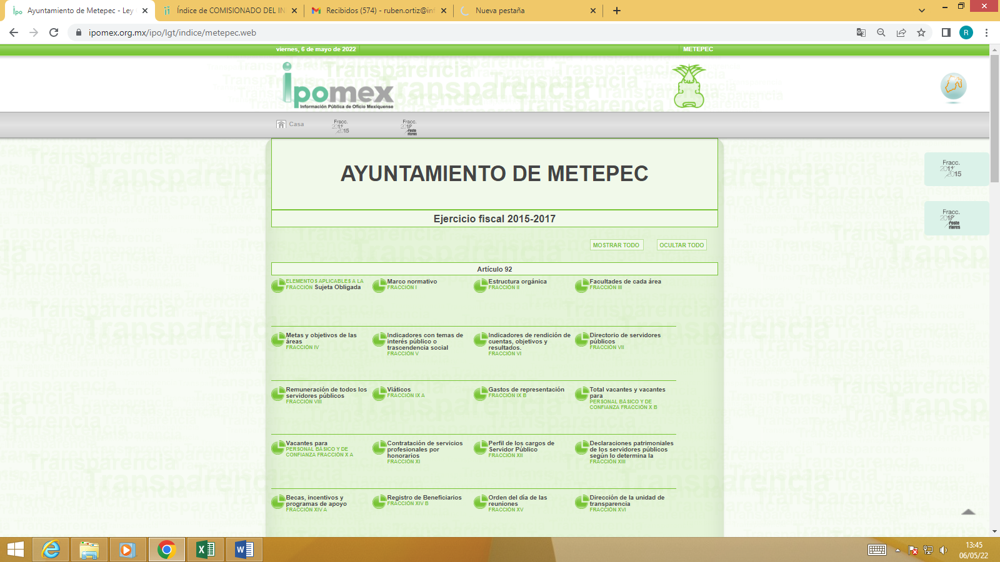 Ayuntamiento de Metepec - Ley
Índice de COMISIONADO DEL IN
Recibidos (574) - ruben.ortiz@inf
Nueva pestaña
ipomex.org.mx/ipo/lgt/indice/metepec.web
R
viernes, 6 de mayo de 2022
METEPEC
ipomex
Información Pública de Oficio Mexiquense
Casa
Fracc.
Fracc.
AYUNTAMIENTO DE METEPEC
Fracc.
Ejercicio fiscal 2015-2017
Fracc.
MOSTRAR TODO
OCULTAR TODO
Artículo 92
ELEMENTOS APLICABLES A LA
FRACCIÓN Sujeta Obligada
Marco normativo
FRACCIÓN I
Estructura orgánica
FRACCIÓN II
Facultades de cada área
FRACCIÓN III
Metas y objetivos de las
áreas
FRACCIÓN IV
Indicadores con temas de
interés público o
trascendencia social
FRACCIÓN V
Indicadores de rendición de
cuentas, objetivos y
resultados.
FRACCIÓN VI
Directorio de servidores
públicos
FRACCIÓN VII
Remuneración de todos los
servidores públicos
FRACCIÓN VIII
Viáticos
FRACCIÓN IX A
Gastos de representación
FRACCIÓN IX B
Total vacantes y vacantes
para
PERSONAL BÁSICO Y DE
CONFIANZA FRACCIÓN X B
Vacantes para
PERSONAL BÁSICO Y DE
CONFIANZA FRACCIÓN X A
Contratación de servicios
profesionales por
honorarios
FRACCIÓN XI
Perfil de los cargos de
Servidor Público
FRACCIÓN XII
Declaraciones patrimoniales
de los servidores públicos
según lo determina la
FRACCIÓN XIII
Becas, incentivos y
programas de apoyo
FRACCIÓN XIV A
Registro de Beneficiarios
FRACCIÓN XIV B
Orden del día de las
reuniones
FRACCIÓN XV
Dirección de la unidad de
transparencia
FRACCIÓN XVI
13:45
06/05/22